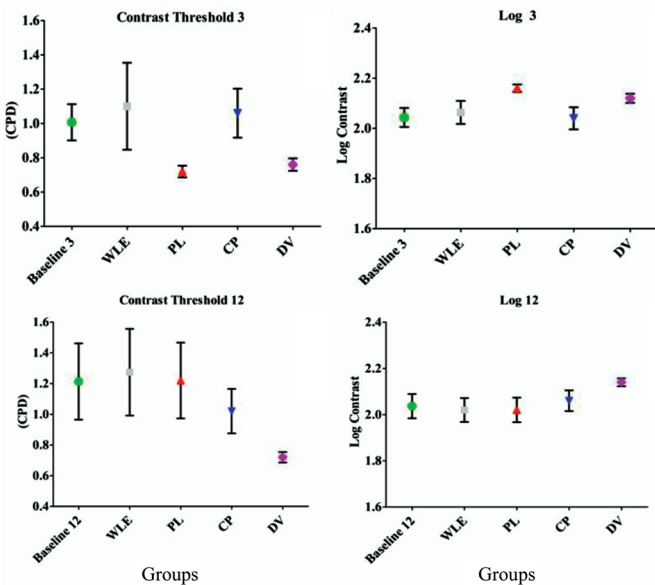 Contrast Threshold 3
(CPD)
1.6
1.4
1.2
1.0
0.8
0.6
0.4
Baseline 3 WLE PL CP DV
Log 3
Log Contrast
2.4
2.2
2.0
1.8
1.6
Baseline 3 WLE PL CP DV
Contrast Threshold 12
(CPD)
1.6
1.4
1.2
1.0
0.8
0.6
0.4
Baseline 12 WLE PL CP DV
Groups
Log 12
Log Contrast
2.4
2.2
2.0
1.8
1.6
Baseline 12 WLE PL CP DV
Groups